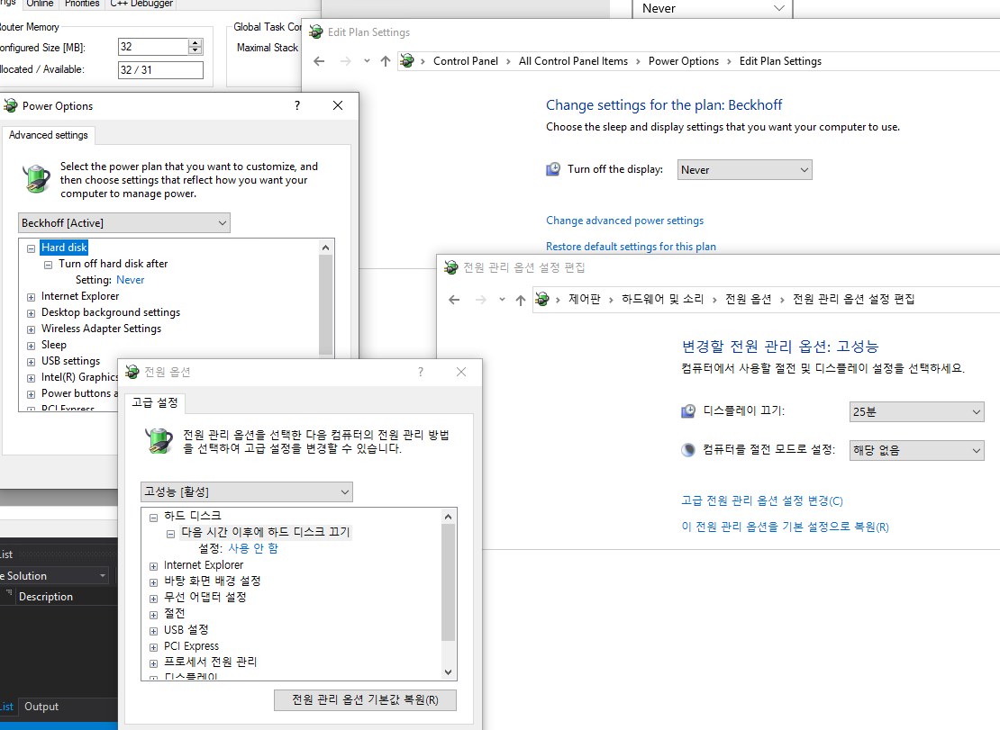 Online
Priorities
C++ Debugger
Router Memory
32
32 / 31
Allocated / Available:
Global Task
Maximal Stack
Never
Edit Plan Settings
Control Panel > All Control Panel Items > Power Options > Edit Plan Settings
Change settings for the plan: Beckhoff
Choose the sleep and display settings that you want your computer to use.
Turn off the display: Never
Change advanced power settings
Restore default settings for this plan
Power Options
?
Advanced settings
Select the power plan that you want to customize, and
then choose settings that reflect how you want your
computer to manage power.
Beckhoff [Active]
Hard disk
Turn off hard disk after
Setting: Never
Internet Explorer
Desktop background settings
Wireless Adapter Settings
Sleep
USB settings
Intel(R) Graphics
Power buttons a
PCI Express
전원 관리 옵션 설정 편집
제어판 > 하드웨어 및 소리 > 전원 옵션 > 전원 관리 옵션 설정 편집
변경할 전원 관리 옵션: 고성능
컴퓨터에서 사용할 절전 및 디스플레이 설정을 선택하세요.
디스플레이 끄기: 25분
컴퓨터를 절전 모드로 설정: 해당 없음
고급 전원 관리 옵션 설정 변경(C)
이 전원 관리 옵션을 기본 설정으로 복원(R)
전원 옵션
?
고급 설정
전원 관리 옵션을 선택한 다음 컴퓨터의 전원 관리 방법
을 선택하여 고급 설정을 변경할 수 있습니다.
고성능 [활성]
하드 디스크
다음 시간 이후에 하드 디스크 끄기
설정: 사용 안 함
Internet Explorer
바탕 화면 배경 설정
무선 어댑터 설정
절전
USB 설정
PCI Express
프로세서 전원 관리
디스플레이
전원 관리 옵션 기본값 복원(R)
List
e Solution
Description
List
Output